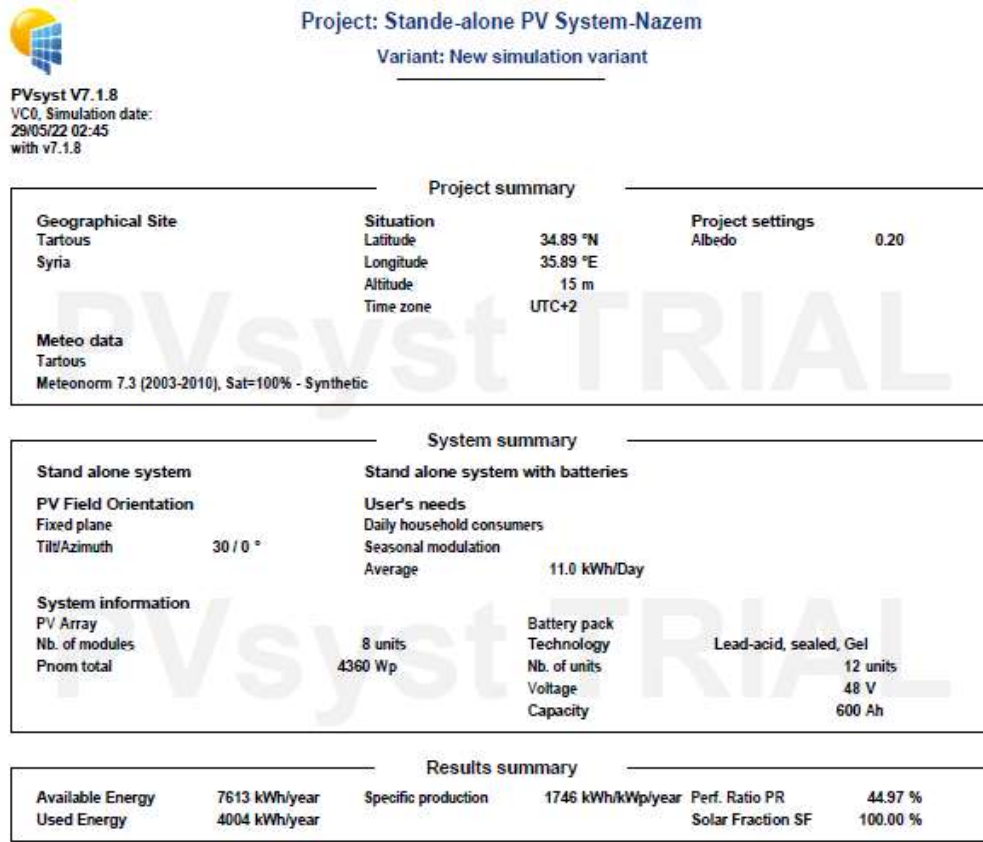 Project: Stande-alone PV System-Nazem
Variant: New simulation variant
PVsyst V7.1.8
VC0, Simulation date:
29/05/22 02:45
with v7.1.8
Project summary
Geographical Site Situation Project settings
Tartous Latitude 34.89 °N Albedo 0.20
Syria Longitude 35.89 °E
Altitude 15 m
Time zone UTC+2
Meteo data
Tartous
Meteonorm 7.3 (2003-2010), Sat=100% - Synthetic
PVsyst TRIAL
System summary
Stand alone system Stand alone system with batteries
PV Field Orientation User's needs
Fixed plane Daily household consumers
Tilt/Azimuth 30 / 0 ° Seasonal modulation
Average 11.0 kWh/Day
System information
PV Array Battery pack
Nb. of modules 8 units Technology Lead-acid, sealed, Gel
Pnom total 4360 Wp Nb. of units 12 units
Voltage 48 V
Capacity 600 Ah
PVsyst TRIAL
Results summary
Available Energy 7613 kWh/year Specific production 1746 kWh/kWp/year Perf. Ratio PR 44.97 %
Used Energy 4004 kWh/year Solar Fraction SF 100.00 %